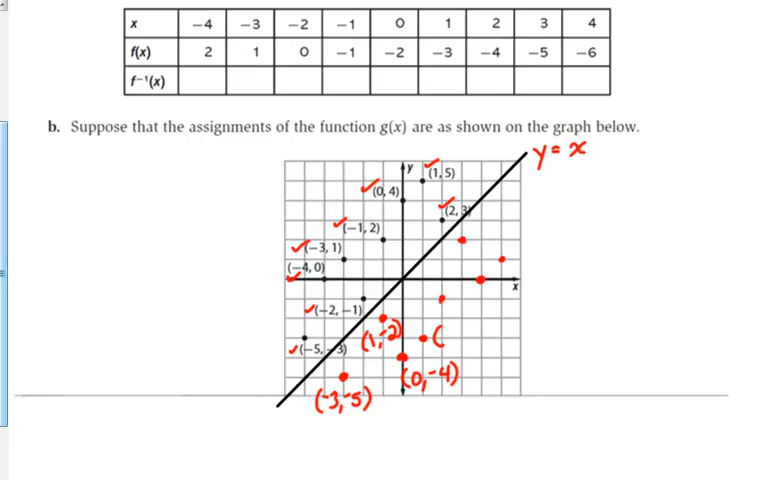 x −4 −3 −2 −1 0 1 2 3 4
f(x) 2 1 0 −1 −2 −3 −4 −5 −6
f⁻¹(x)
b. Suppose that the assignments of the function g(x) are as shown on the graph below.
y = x
y
(1, 5)
(0, 4)
(2, 3)
(−1, 2)
(−3, 1)
(−4, 0)
x
(−2, −1)
(1,-2)
(
(−5, −3)
(0,-4)
(-3,-5)